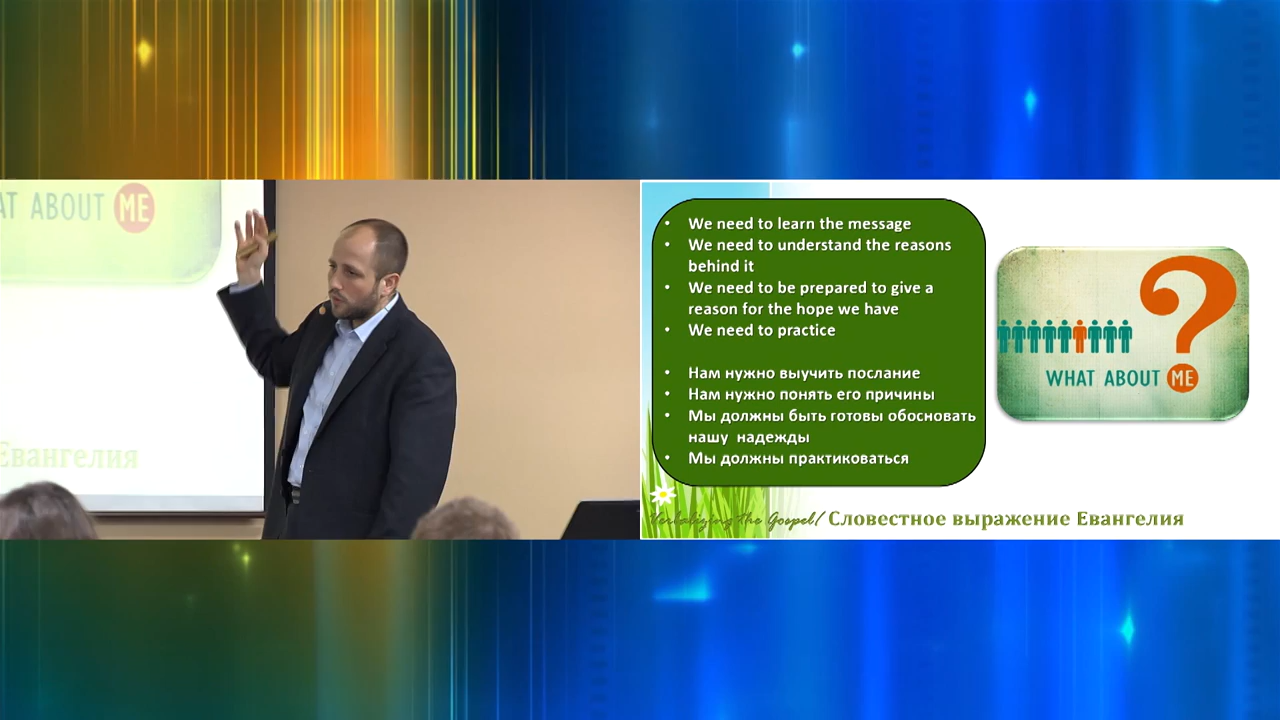 AT ABOUT ME
Евангелия
• We need to learn the message
• We need to understand the reasons
behind it
• We need to be prepared to give a
reason for the hope we have
• We need to practice
• Нам нужно выучить послание
• Нам нужно понять его причины
• Мы должны быть готовы обосновать
нашу надежды
• Мы должны практиковаться
?
WHAT ABOUT ME
Verbalizing the Gospel/ Словестное выражение Евангелия